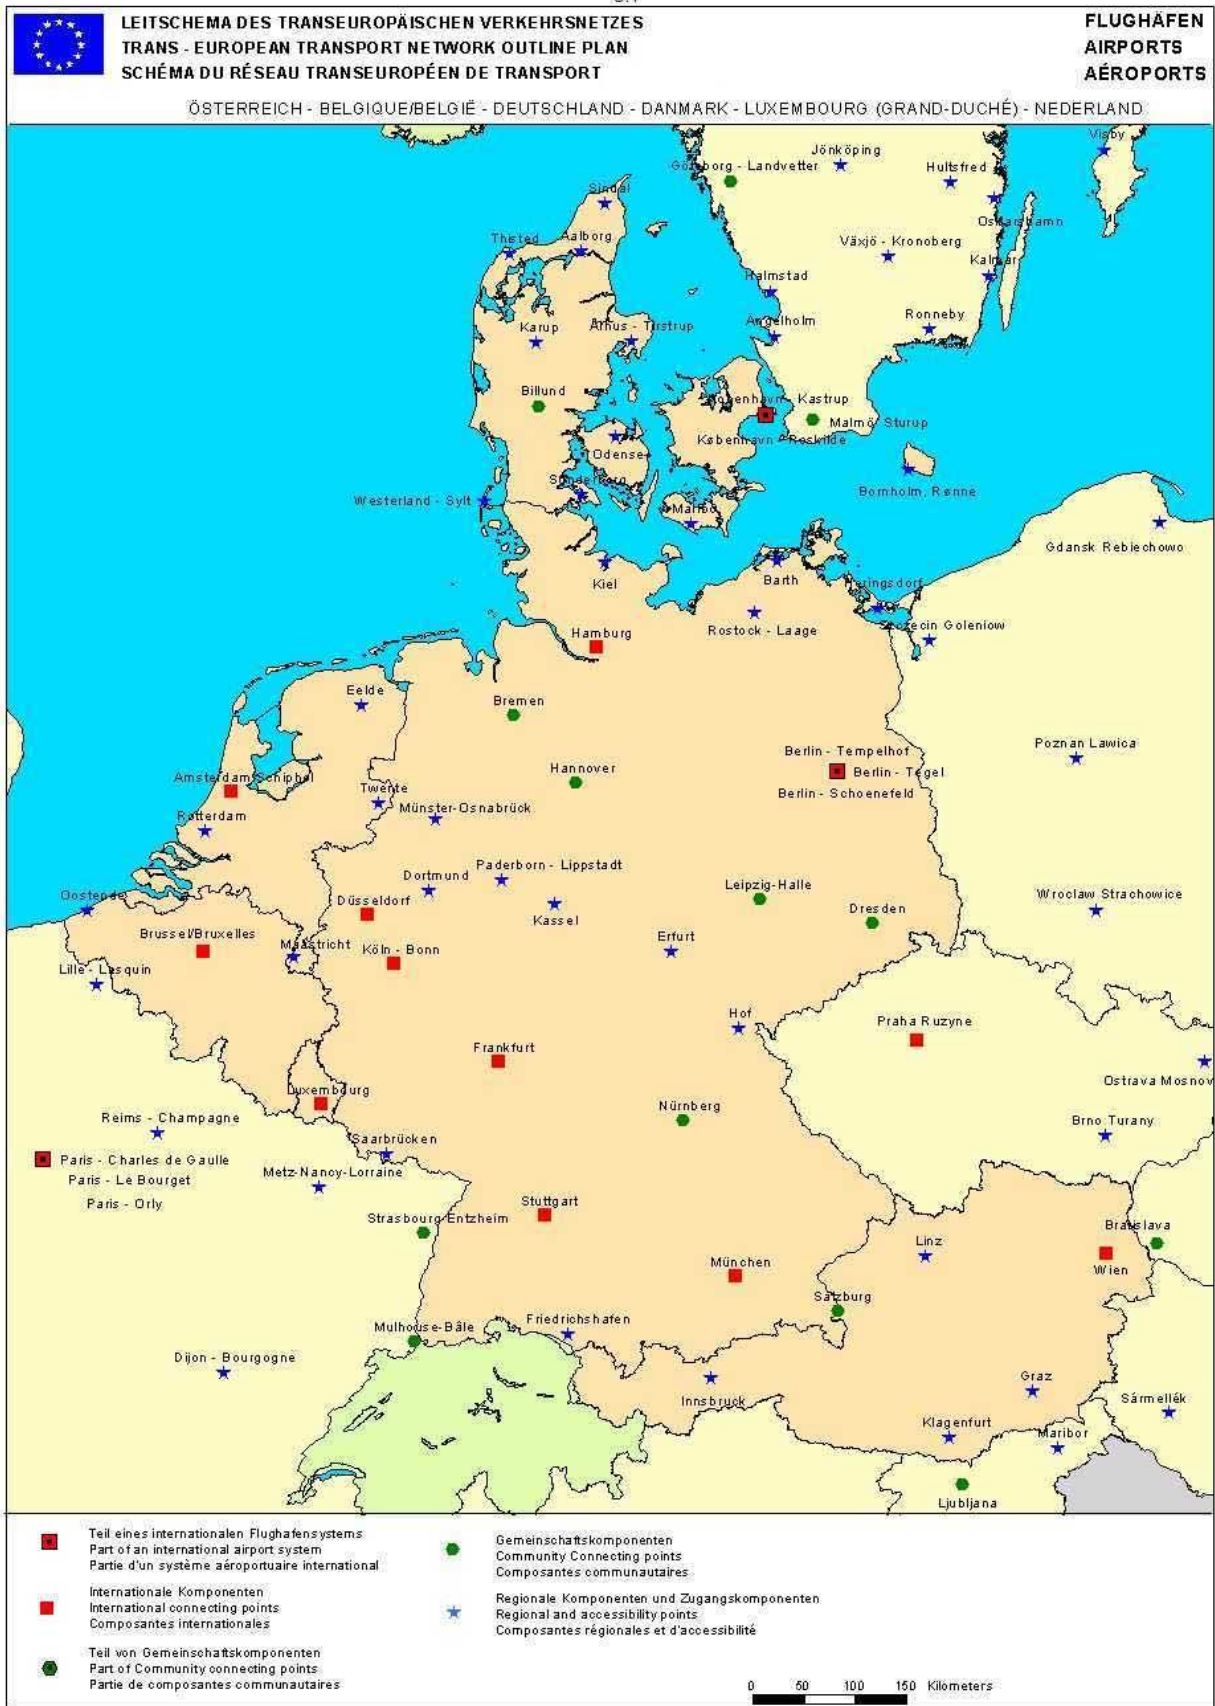 LEITSCHEMA DES TRANSEUROPÄISCHEN VERKEHRSNETZES
TRANS - EUROPEAN TRANSPORT NETWORK OUTLINE PLAN
SCHÉMA DU RÉSEAU TRANSEUROPÉEN DE TRANSPORT
FLUGHÄFEN
AIRPORTS
AÉROPORTS
ÖSTERREICH - BELGIQUE/BELGIË - DEUTSCHLAND - DANMARK - LUXEMBOURG (GRAND-DUCHÉ) - NEDERLAND
Visby
Jönköping
Göteborg - Landvetter
Hultsfred
Sindal
Oskarshamn
Thisted
Aalborg
Växjö - Kronoberg
Kalmar
Halmstad
Ronneby
Ängelholm
Karup
Århus - Tirstrup
Billund
København - Kastrup
Malmö Sturup
København - Roskilde
Odense
Sønderborg
Bornholm, Rønne
Westerland - Sylt
Maribo
Gdansk Rebiechowo
Kiel
Barth
Heringsdorf
Rostock - Laage
Szczecin Goleniow
Hamburg
Eelde
Bremen
Poznan Lawica
Berlin - Tempelhof
Berlin - Tegel
Berlin - Schoenefeld
Hannover
Amsterdam Schiphol
Twente
Münster-Osnabrück
Rotterdam
Paderborn - Lippstadt
Dortmund
Leipzig-Halle
Wroclaw Strachowice
Oostende
Düsseldorf
Kassel
Dresden
Brussel/Bruxelles
Maastricht
Köln - Bonn
Erfurt
Lille - Lesquin
Hof
Praha Ruzyne
Frankfurt
Ostrava Mosnov
Luxembourg
Reims - Champagne
Nürnberg
Brno Turany
Saarbrücken
Paris - Charles de Gaulle
Paris - Le Bourget
Paris - Orly
Metz-Nancy-Lorraine
Stuttgart
Strasbourg Entzheim
Bratislava
Linz
München
Wien
Salzburg
Friedrichshafen
Mulhouse-Bâle
Dijon - Bourgogne
Innsbruck
Graz
Sármellék
Klagenfurt
Maribor
Ljubljana
Teil eines internationalen Flughafensystems
Part of an international airport system
Partie d'un système aéroportuaire international
Internationale Komponenten
International connecting points
Composantes internationales
Teil von Gemeinschaftskomponenten
Part of Community connecting points
Partie de composantes communautaires
Gemeinschaftskomponenten
Community Connecting points
Composantes communautaires
Regionale Komponenten und Zugangskomponenten
Regional and accessibility points
Composantes régionales et d'accessibilité
0 50 100 150 Kilometers